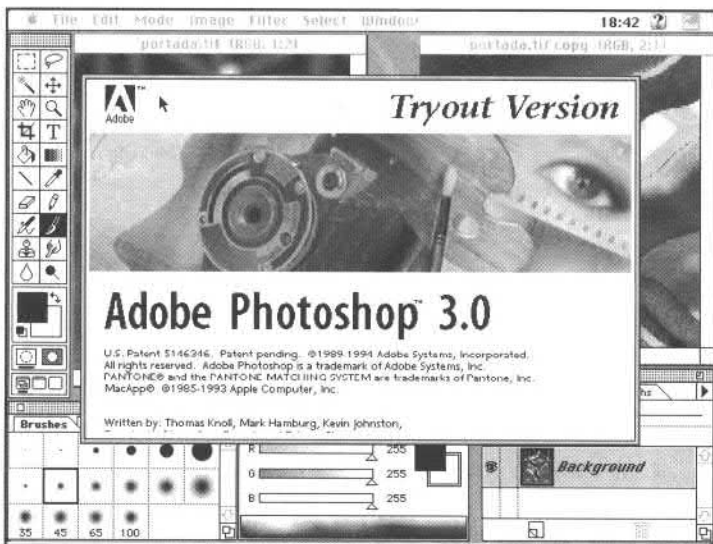 File Edit Mode Image Filter Select Window 18:42
portada.tif (RGB, 1:2)
portada.tif copy (RGB, 2:1)
Adobe
Tryout Version
Adobe Photoshop™ 3.0
U.S. Patent 5146346. Patent pending. ©1989-1994 Adobe Systems, Incorporated.
All rights reserved. Adobe Photoshop is a trademark of Adobe Systems, Inc.
PANTONE® and the PANTONE MATCHING SYSTEM are trademarks of Pantone, Inc.
MacApp® ©1985-1993 Apple Computer, Inc.
Written by: Thomas Knoll, Mark Hamburg, Kevin Johnston,
Brushes
35 45 65 100
R 255
G 255
B 255
Background